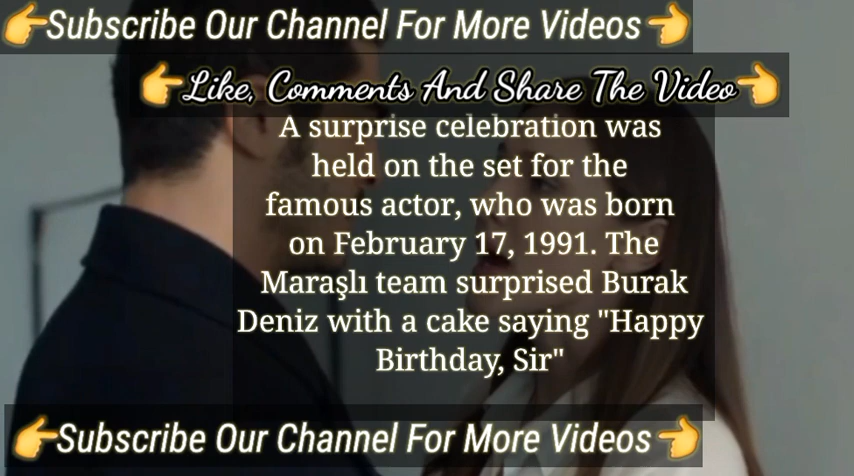 👉Subscribe Our Channel For More Videos👈
👉Like, Comments And Share The Video👈
A surprise celebration was
held on the set for the
famous actor, who was born
on February 17, 1991. The
Maraşlı team surprised Burak
Deniz with a cake saying "Happy
Birthday, Sir"
👉Subscribe Our Channel For More Videos👈